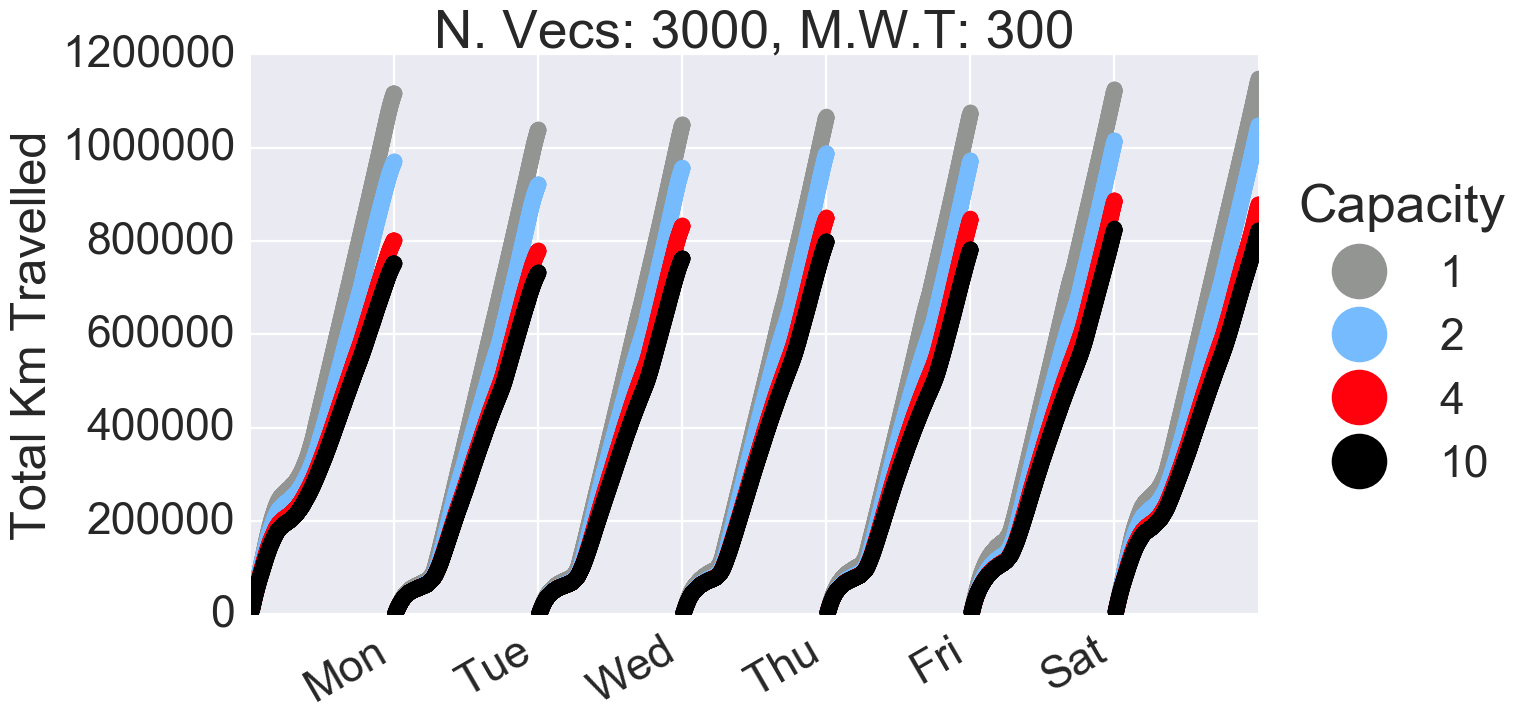 N. Vecs: 3000, M.W.T: 300
Total Km Travelled
1200000
1000000
800000
600000
400000
200000
0
Mon
Tue
Wed
Thu
Fri
Sat
Capacity
1
2
4
10